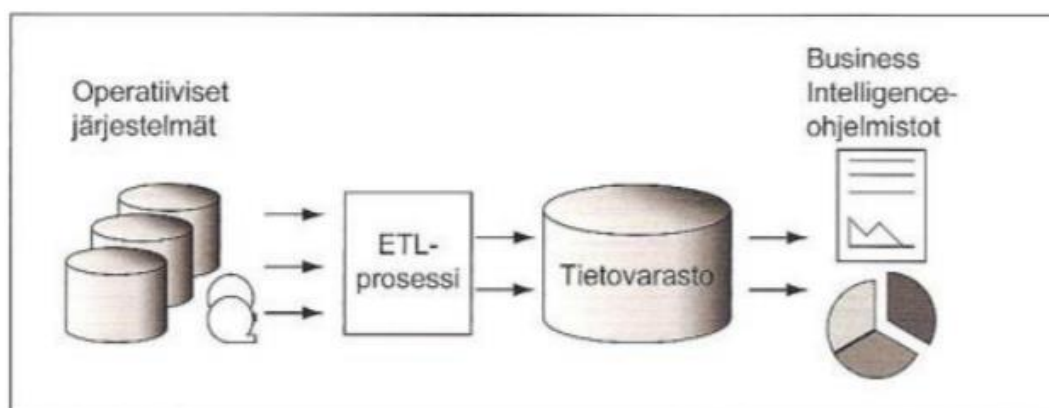 Operatiiviset
järjestelmät
ETL-
prosessi
Tietovarasto
Business
Intelligence-
ohjelmistot